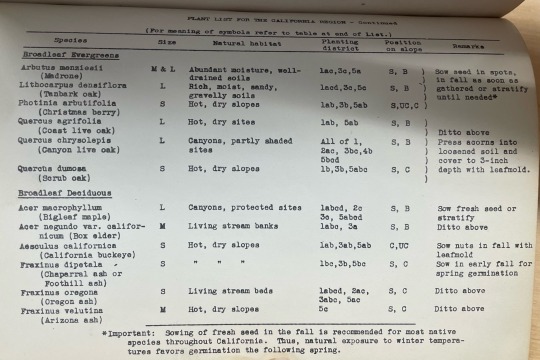 PLANT LIST FOR THE CALIFORNIA REGION - Continued
(For meaning of symbols refer to table at end of List.)
Species Size Natural habitat Planting district Position on slope Remarks
Broadleaf Evergreens
Arbutus menziesii M & L Abundant moisture, well- 1ac,3c,5a S, B ) Sow seed in spots,
(Madrone) drained soils ) in fall as soon as
Lithocarpus densiflora L Rich, moist, sandy, 1acd,3c,5c S, B ) gathered or stratify
(Tanbark oak) gravelly soils ) until needed*
Photinia arbutifolia S Hot, dry slopes 1ab,3b,5abc S,UC,C )
(Christmas berry) )
Quercus agrifolia L Hot, dry sites 1ab, 5ab S, B )
(Coast live oak) ) Ditto above
Quercus chrysolepis L Canyons, partly shaded All of 1, S, B ) Press acorns into
(Canyon live oak) sites 2ac, 3bc,4b ) loosened soil and
5bcd ) cover to 3-inch
Quercus dumosa S Hot, dry slopes 1b,3b,5abc S, C ) depth with leafmold.
(Scrub oak) )
Broadleaf Deciduous
Acer macrophyllum L Canyons, protected sites 1abcd, 2c S, B Sow fresh seed or
(Bigleaf maple) 3c, 5abcd stratify
Acer negundo var. califor- M Living stream banks 1abc, 3a S, B Ditto above
nicum (Box elder)
Aesculus californica S Hot, dry slopes 1ab,3ab,5ab C,UC Sow nuts in fall with
(California buckeye) leafmold
Fraxinus dipetala S " " " 1bc,3b,5bc S, C Sow in early fall for
(Chaparral ash or spring germination
Foothill ash)
Fraxinus oregona S Living stream beds 1abcd, 2ac, S, C Ditto above
(Oregon ash) 3abc, 5ac
Fraxinus velutina M Hot, dry slopes 5c S, C Ditto above
(Arizona ash)
*Important: Sowing of fresh seed in the fall is recommended for most native
species throughout California. Thus, natural exposure to winter tempera-
tures favors germination the following spring.